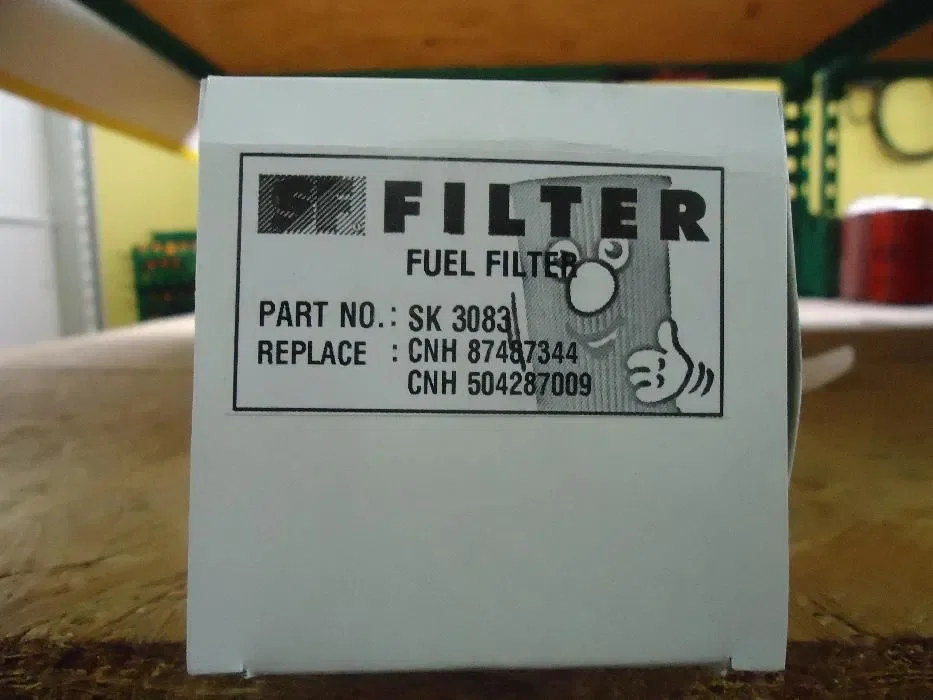 SF FILTER
FUEL FILTER
PART NO.: SK 3083
REPLACE : CNH 87487344
CNH 504287009